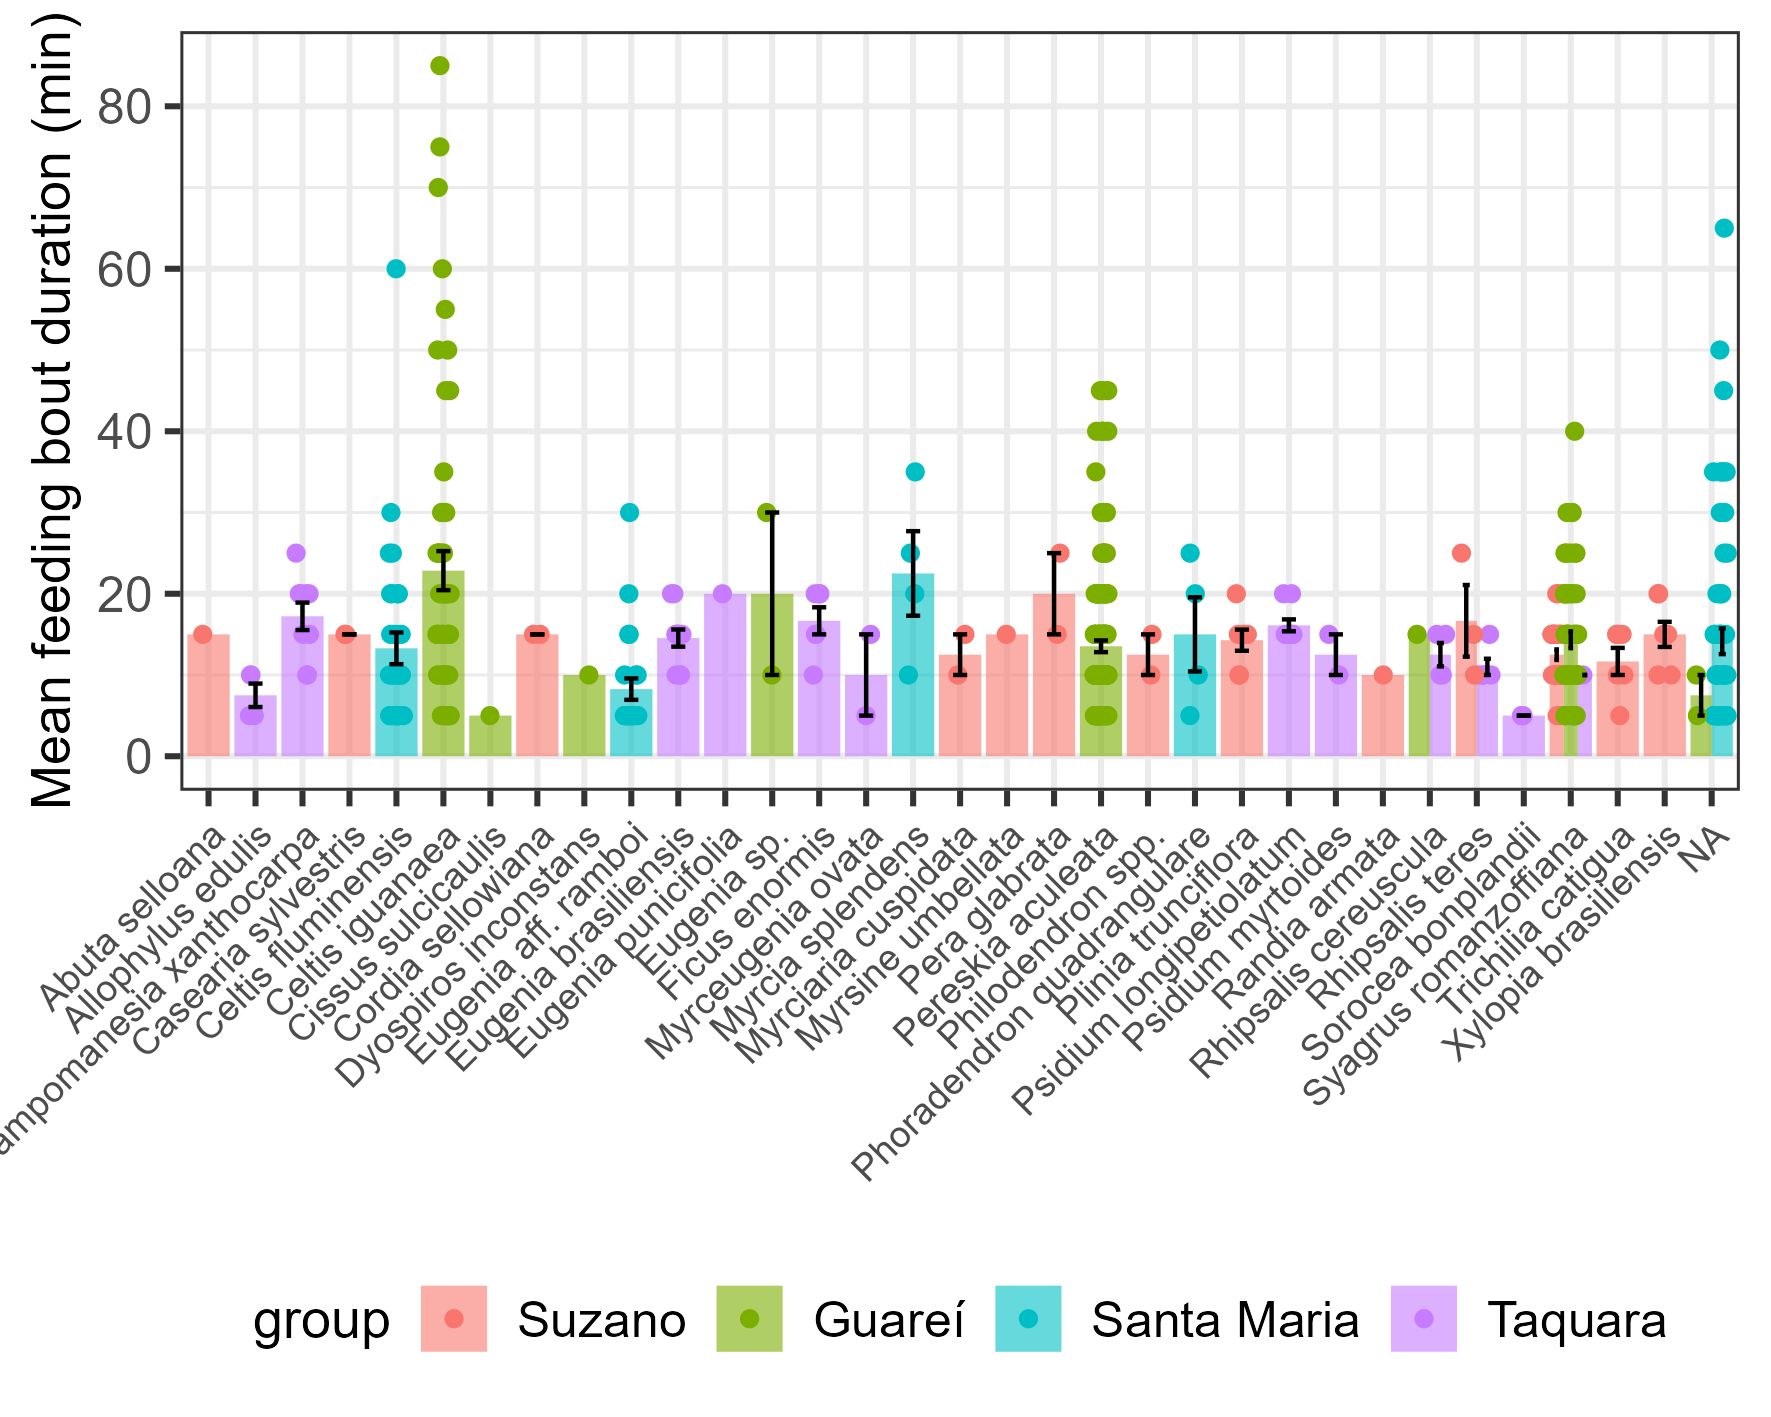 Mean feeding bout duration (min)
80
60
40
20
0
Abuta selloana
Allophylus edulis
ampomanesia xanthocarpa
Casearia sylvestris
Celtis fluminensis
Celtis iguanaea
Cissus sulcicaulis
Cordia sellowiana
Dyospiros inconstans
Eugenia aff. ramboi
Eugenia brasiliensis
Eugenia punicifolia
Eugenia sp.
Ficus enormis
Myrceugenia ovata
Myrcia splendens
Myrciaria cuspidata
Myrsine umbellata
Pera glabrata
Pereskia aculeata
Philodendron spp.
Phoradendron quadrangulare
Plinia trunciflora
Psidium longipetiolatum
Psidium myrtoides
Randia armata
Rhipsalis cereuscula
Rhipsalis teres
Sorocea bonplandii
Syagrus romanzoffiana
Trichilia catigua
Xylopia brasiliensis
NA
group Suzano Guareí Santa Maria Taquara